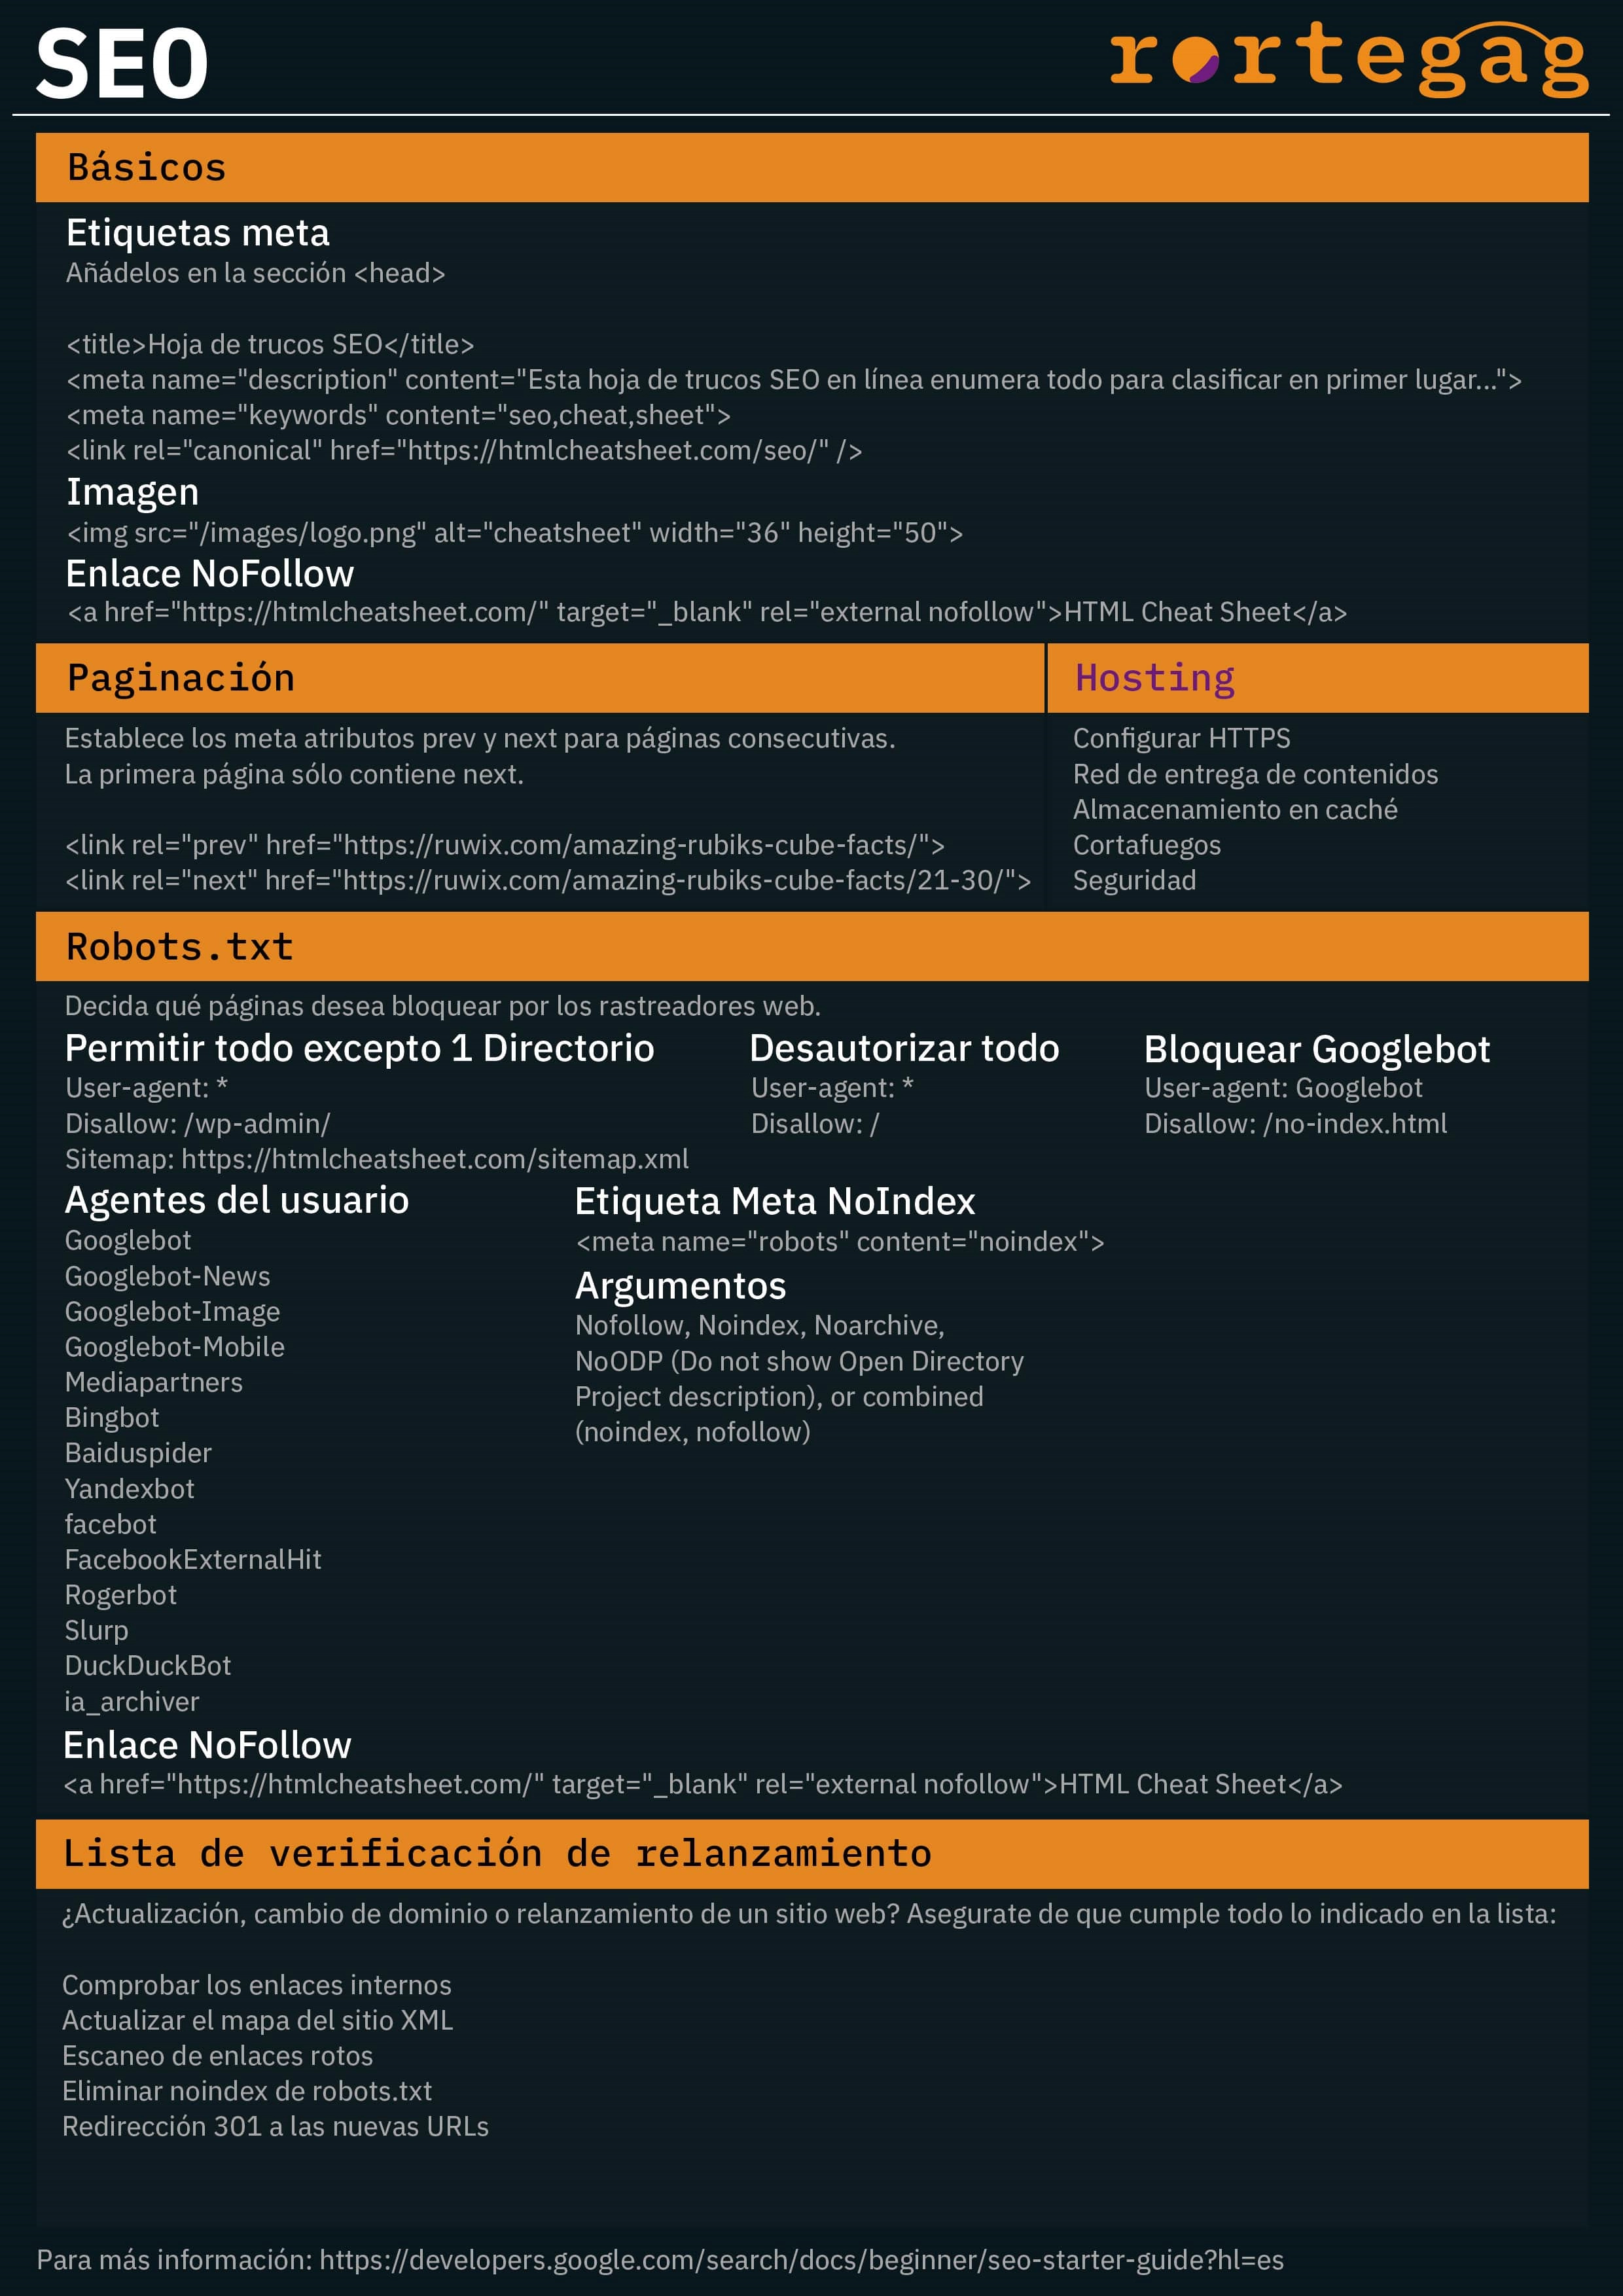 SEO
rortegag
Básicos
Etiquetas meta
Añádelos en la sección <head>
<title>Hoja de trucos SEO</title>
<meta name="description" content="Esta hoja de trucos SEO en línea enumera todo para clasificar en primer lugar...">
<meta name="keywords" content="seo,cheat,sheet">
<link rel="canonical" href="https://htmlcheatsheet.com/seo/" />
Imagen
<img src="/images/logo.png" alt="cheatsheet" width="36" height="50">
Enlace NoFollow
<a href="https://htmlcheatsheet.com/" target="_blank" rel="external nofollow">HTML Cheat Sheet</a>
Paginación
Establece los meta atributos prev y next para páginas consecutivas.
La primera página sólo contiene next.
<link rel="prev" href="https://ruwix.com/amazing-rubiks-cube-facts/">
<link rel="next" href="https://ruwix.com/amazing-rubiks-cube-facts/21-30/">
Hosting
Configurar HTTPS
Red de entrega de contenidos
Almacenamiento en caché
Cortafuegos
Seguridad
Robots.txt
Decida qué páginas desea bloquear por los rastreadores web.
Permitir todo excepto 1 Directorio
User-agent: *
Disallow: /wp-admin/
Sitemap: https://htmlcheatsheet.com/sitemap.xml
Desautorizar todo
User-agent: *
Disallow: /
Bloquear Googlebot
User-agent: Googlebot
Disallow: /no-index.html
Agentes del usuario
Googlebot
Googlebot-News
Googlebot-Image
Googlebot-Mobile
Mediapartners
Bingbot
Baiduspider
Yandexbot
facebot
FacebookExternalHit
Rogerbot
Slurp
DuckDuckBot
ia_archiver
Etiqueta Meta NoIndex
<meta name="robots" content="noindex">
Argumentos
Nofollow, Noindex, Noarchive,
NoODP (Do not show Open Directory
Project description), or combined
(noindex, nofollow)
Enlace NoFollow
<a href="https://htmlcheatsheet.com/" target="_blank" rel="external nofollow">HTML Cheat Sheet</a>
Lista de verificación de relanzamiento
¿Actualización, cambio de dominio o relanzamiento de un sitio web? Asegurate de que cumple todo lo indicado en la lista:
Comprobar los enlaces internos
Actualizar el mapa del sitio XML
Escaneo de enlaces rotos
Eliminar noindex de robots.txt
Redirección 301 a las nuevas URLs
Para más información: https://developers.google.com/search/docs/beginner/seo-starter-guide?hl=es